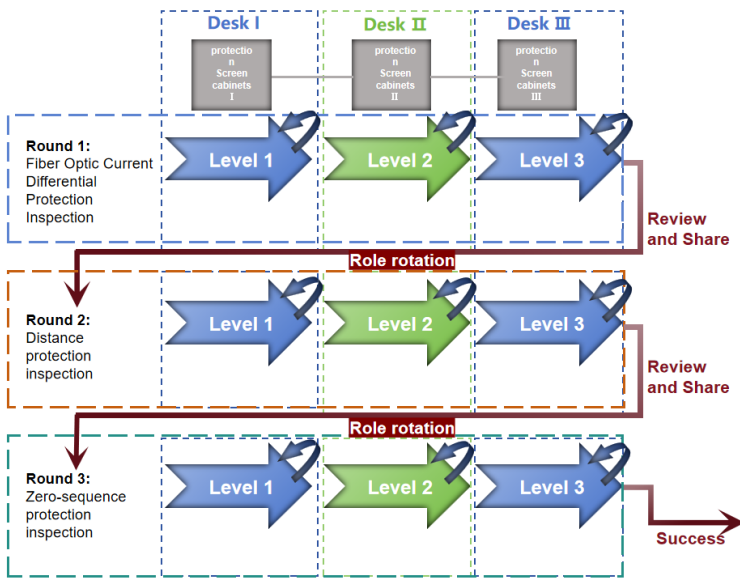 Desk Ⅰ
Desk Ⅱ
Desk Ⅲ
protectio
n
Screen
cabinets
Ⅰ
protectio
n
Screen
cabinets
Ⅱ
protectio
n
Screen
cabinets
Ⅲ
Round 1:
Fiber Optic Current
Differential
Protection
Inspection
Level 1
Level 2
Level 3
Review
and Share
Role rotation
Round 2:
Distance
protection
inspection
Level 1
Level 2
Level 3
Review
and Share
Role rotation
Round 3:
Zero-sequence
protection
inspection
Level 1
Level 2
Level 3
Success